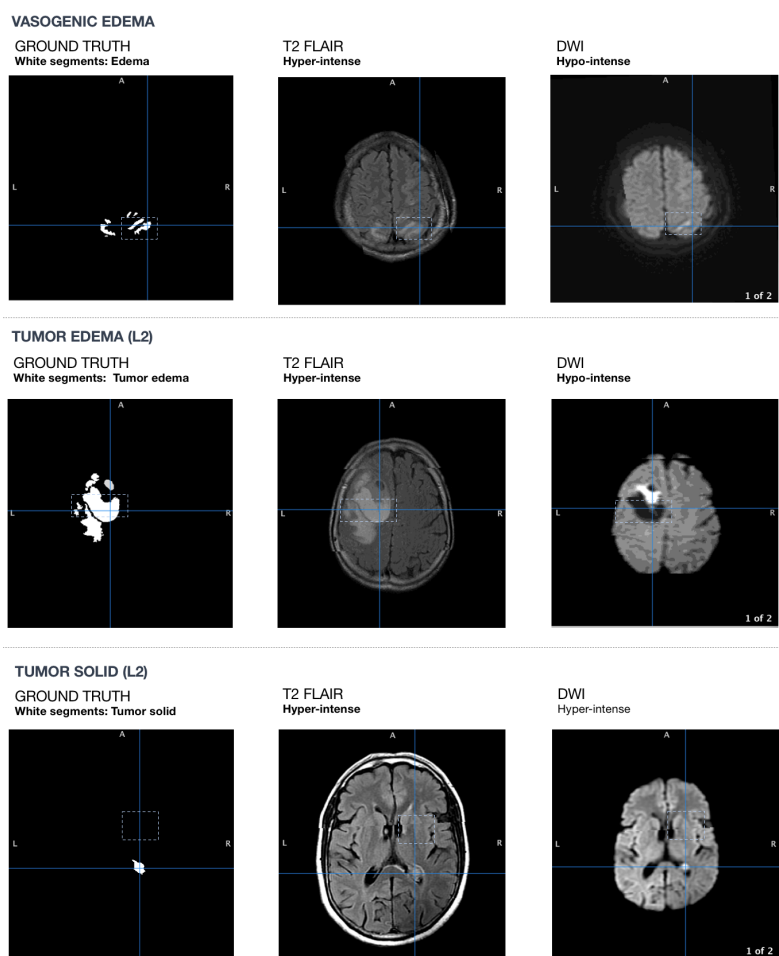 VASOGENIC EDEMA
GROUND TRUTH
White segments: Edema
T2 FLAIR
Hyper-intense
DWI
Hypo-intense
A
L
R
A
L
R
A
L
R
1 of 2
TUMOR EDEMA (L2)
GROUND TRUTH
White segments:  Tumor edema
T2 FLAIR
Hyper-intense
DWI
Hypo-intense
A
L
R
A
L
R
A
L
R
1 of 2
TUMOR SOLID (L2)
GROUND TRUTH
White segments: Tumor solid
T2 FLAIR
Hyper-intense
DWI
Hyper-intense
A
L
R
A
L
R
A
L
R
1 of 2